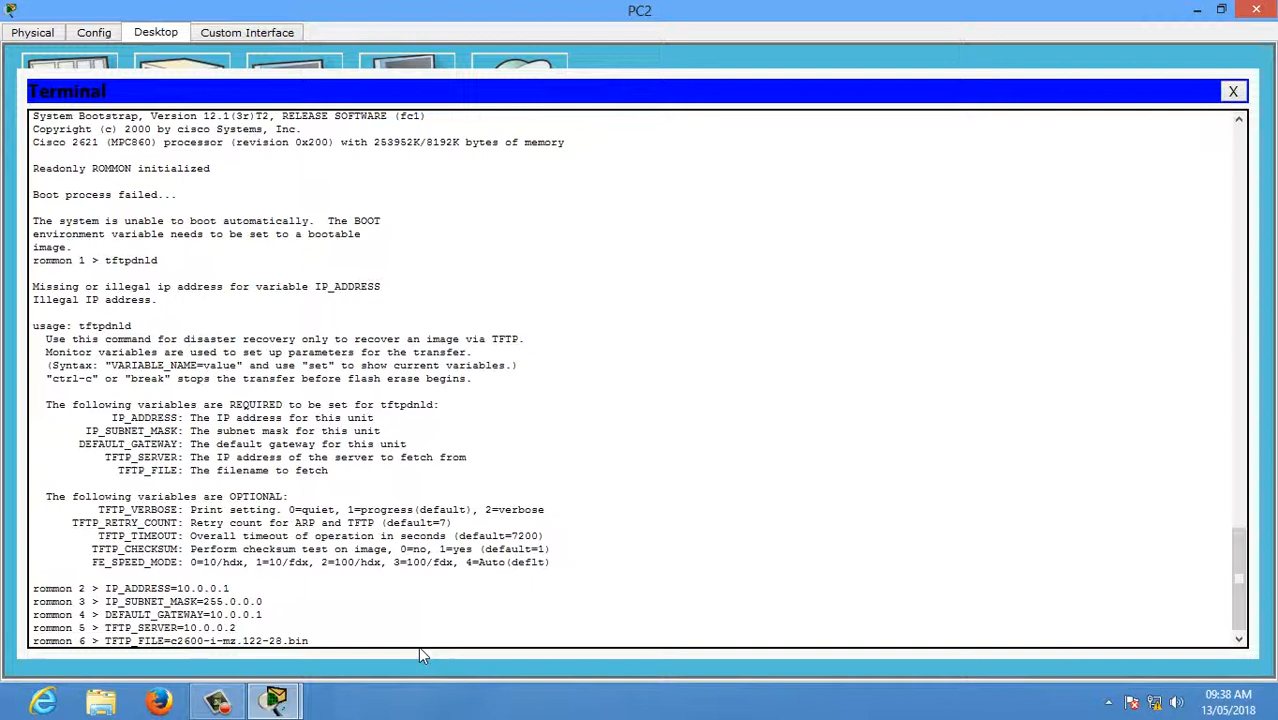 PC2
Physical Config Desktop Custom Interface
Terminal
X
System Bootstrap, Version 12.1(3r)T2, RELEASE SOFTWARE (fc1)
Copyright (c) 2000 by cisco Systems, Inc.
Cisco 2621 (MPC860) processor (revision 0x200) with 253952K/8192K bytes of memory
Readonly ROMMON initialized
Boot process failed...
The system is unable to boot automatically.  The BOOT
environment variable needs to be set to a bootable
image.
rommon 1 > tftpdnld
Missing or illegal ip address for variable IP_ADDRESS
Illegal IP address.
usage: tftpdnld
Use this command for disaster recovery only to recover an image via TFTP.
Monitor variables are used to set up parameters for the transfer.
(Syntax: "VARIABLE_NAME=value" and use "set" to show current variables.)
"ctrl-c" or "break" stops the transfer before flash erase begins.
The following variables are REQUIRED to be set for tftpdnld:
IP_ADDRESS: The IP address for this unit
IP_SUBNET_MASK: The subnet mask for this unit
DEFAULT_GATEWAY: The default gateway for this unit
TFTP_SERVER: The IP address of the server to fetch from
TFTP_FILE: The filename to fetch
The following variables are OPTIONAL:
TFTP_VERBOSE: Print setting. 0=quiet, 1=progress(default), 2=verbose
TFTP_RETRY_COUNT: Retry count for ARP and TFTP (default=7)
TFTP_TIMEOUT: Overall timeout of operation in seconds (default=7200)
TFTP_CHECKSUM: Perform checksum test on image, 0=no, 1=yes (default=1)
FE_SPEED_MODE: 0=10/hdx, 1=10/fdx, 2=100/hdx, 3=100/fdx, 4=Auto(deflt)
rommon 2 > IP_ADDRESS=10.0.0.1
rommon 3 > IP_SUBNET_MASK=255.0.0.0
rommon 4 > DEFAULT_GATEWAY=10.0.0.1
rommon 5 > TFTP_SERVER=10.0.0.2
rommon 6 > TFTP_FILE=c2600-i-mz.122-28.bin
09:38 AM
13/05/2018